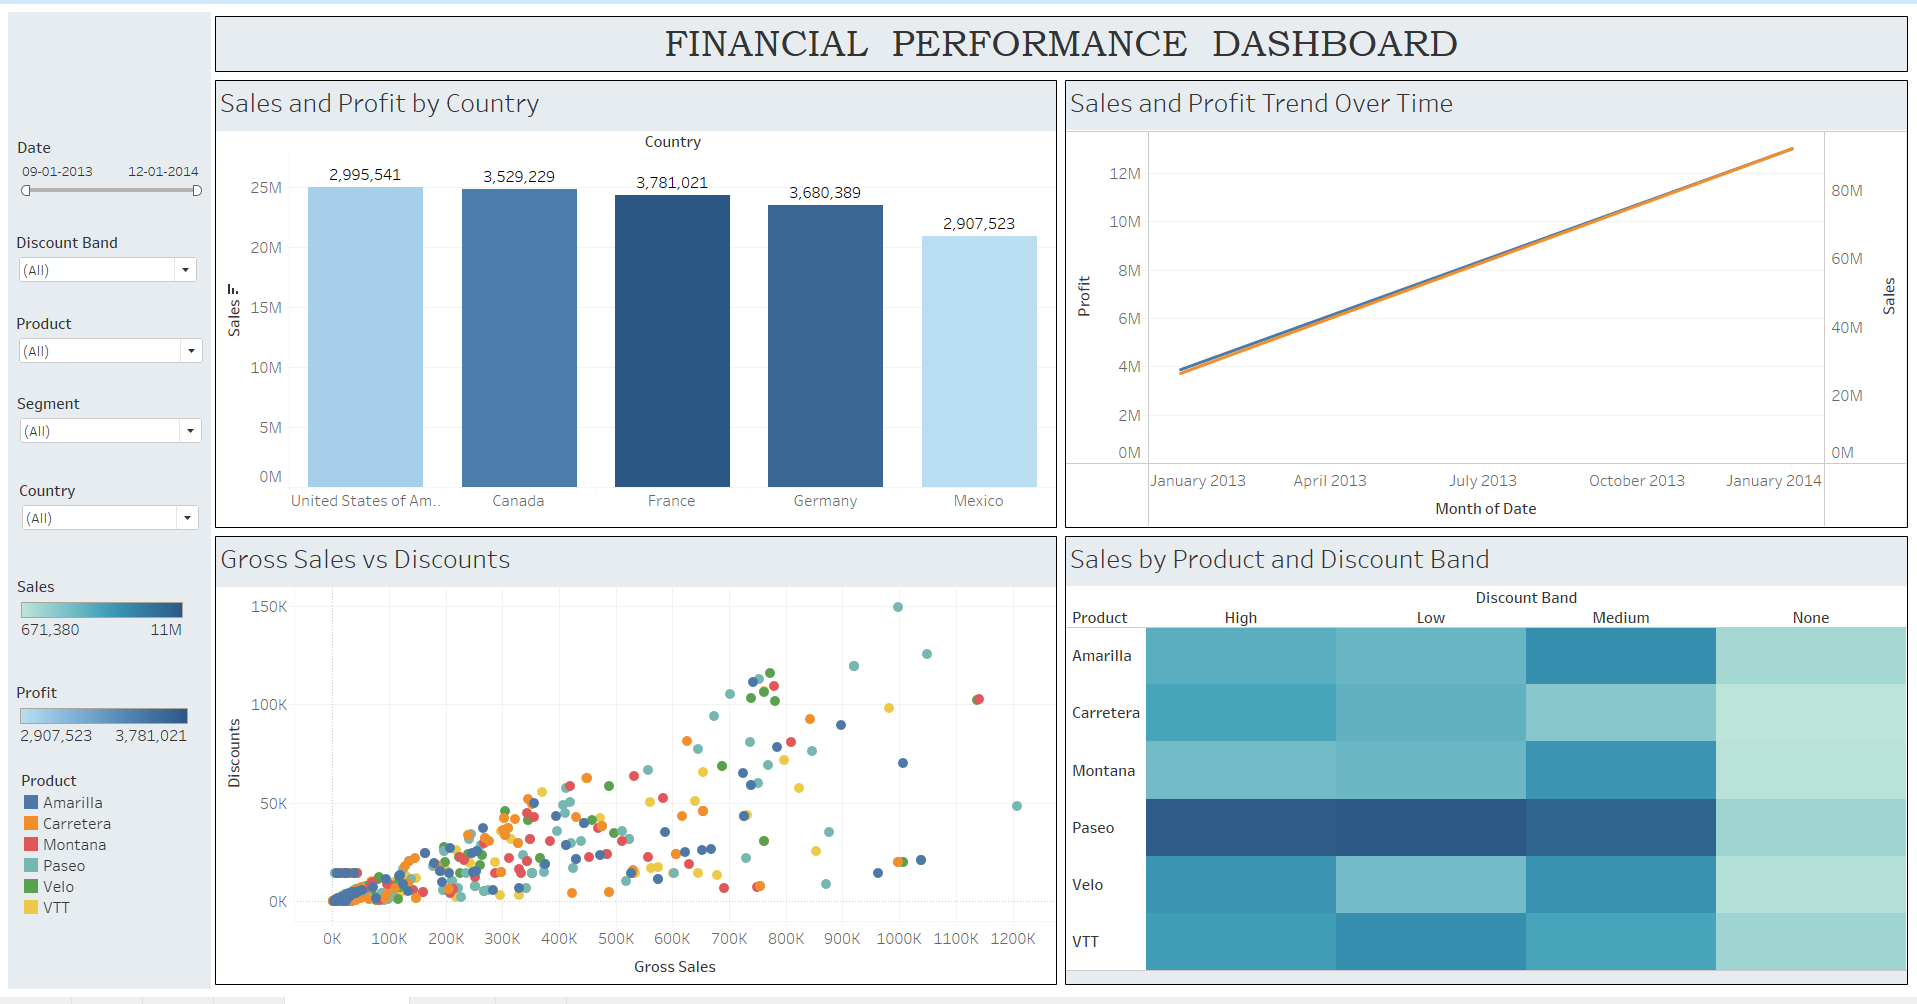 FINANCIAL PERFORMANCE DASHBOARD
Date
09-01-2013 12-01-2014
Discount Band
(All)
Product
(All)
Segment
(All)
Country
(All)
Sales
671,380 11M
Profit
2,907,523 3,781,021
Product
Amarilla
Carretera
Montana
Paseo
Velo
VTT
Sales and Profit by Country
Country
2,995,541 3,529,229 3,781,021 3,680,389 2,907,523
25M
20M
15M
10M
5M
0M
Sales
United States of Am.. Canada France Germany Mexico
Sales and Profit Trend Over Time
12M
10M
8M
6M
4M
2M
0M
Profit
80M
60M
40M
20M
0M
Sales
January 2013 April 2013 July 2013 October 2013 January 2014
Month of Date
Gross Sales vs Discounts
150K
100K
50K
0K
Discounts
0K 100K 200K 300K 400K 500K 600K 700K 800K 900K 1000K 1100K 1200K
Gross Sales
Sales by Product and Discount Band
Discount Band
Product High Low Medium None
Amarilla
Carretera
Montana
Paseo
Velo
VTT